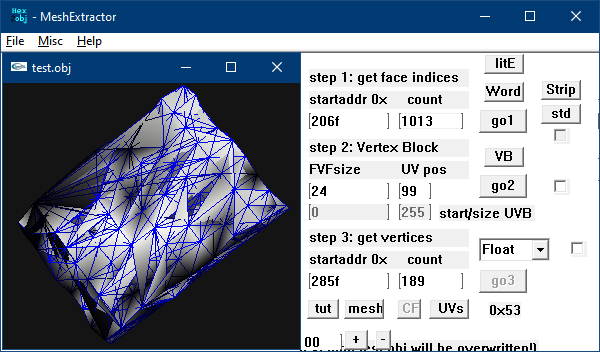 Hex
2obj - MeshExtractor
File Misc Help
test.obj
litE
step 1: get face indices
startaddr 0x count
Word
Strip
206f 1013
go1
std
step 2: Vertex Block
VB
FVFsize UV pos
24 99
go2
0 255 start/size UVB
step 3: get vertices
startaddr 0x count
Float
285f 189
go3
tut mesh CF UVs 0x53
00 + -
will be overwritten!!